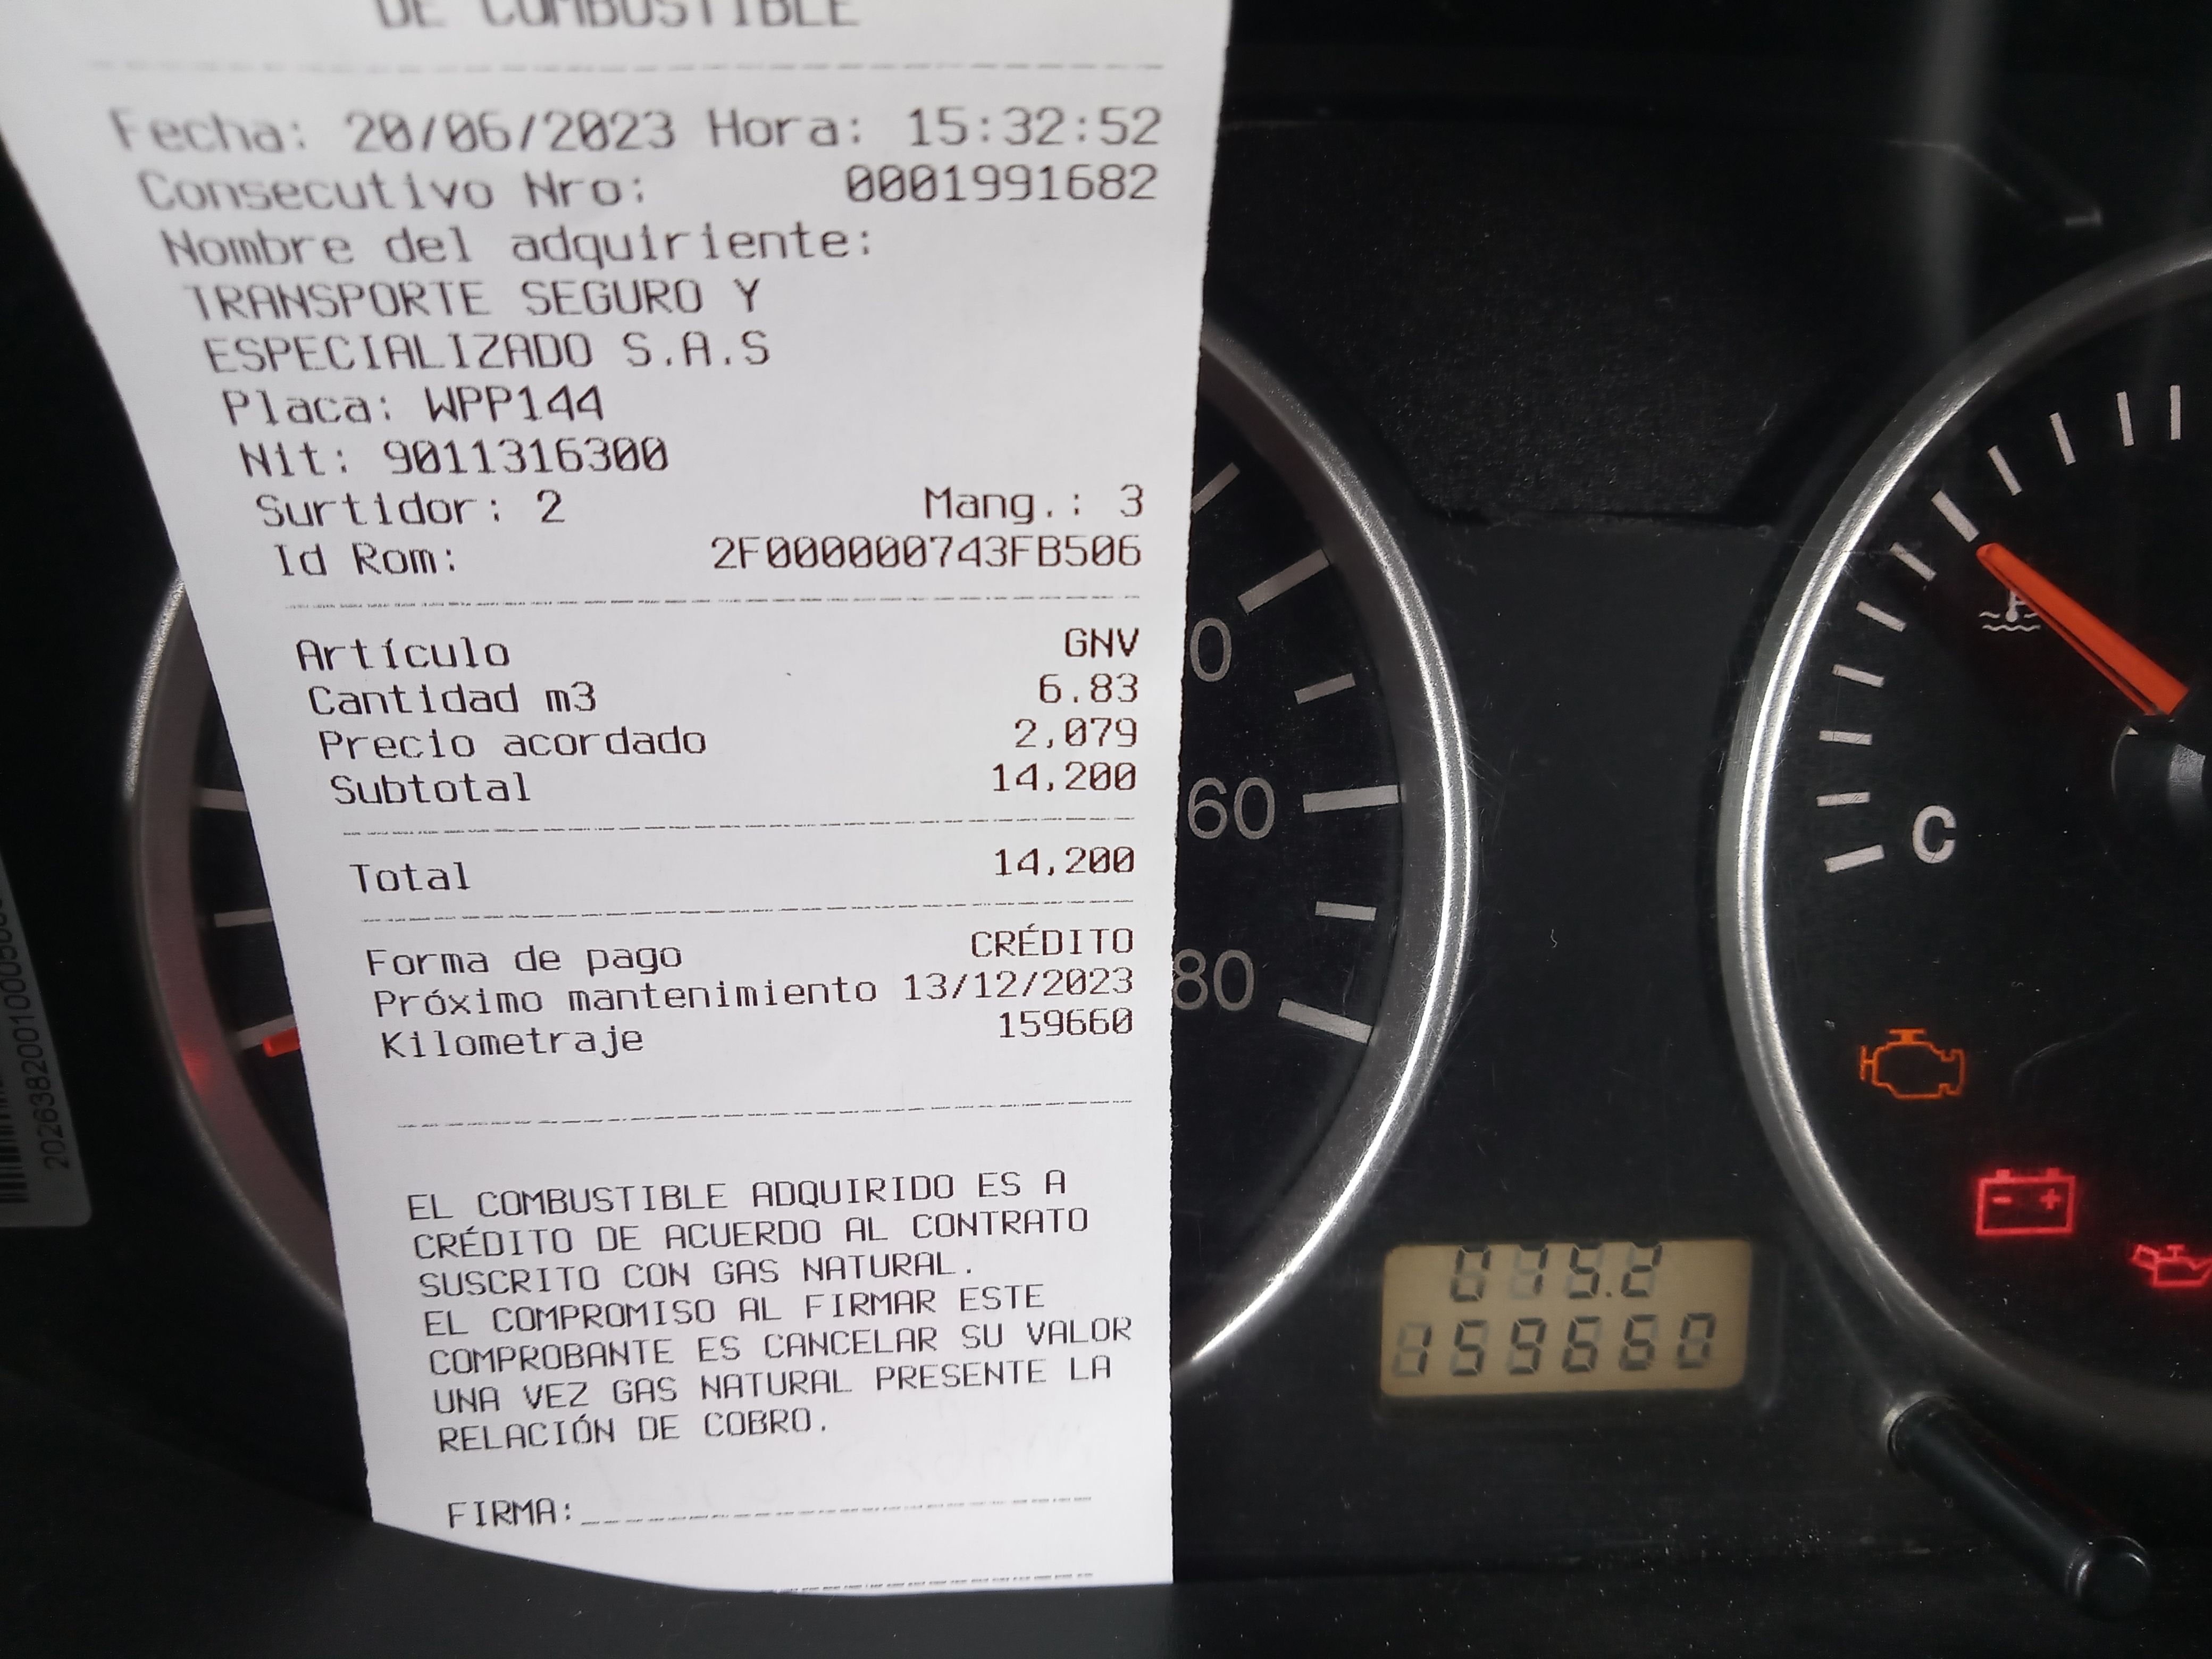 DE COMBUSTIBLE
Fecha: 20/06/2023 Hora: 15:32:52
Consecutivo Nro: 0001991682
Nombre del adquiriente:
TRANSPORTE SEGURO Y
ESPECIALIZADO S.A.S
Placa: WPP144
Nit: 9011316300
Surtidor: 2 Mang.: 3
Id Rom: 2F000000743FB506
Artículo GNV
Cantidad m3 6.83
Precio acordado 2,079
Subtotal 14,200
Total 14,200
Forma de pago CRÉDITO
Próximo mantenimiento 13/12/2023
Kilometraje 159660
EL COMBUSTIBLE ADQUIRIDO ES A
CRÉDITO DE ACUERDO AL CONTRATO
SUSCRITO CON GAS NATURAL.
EL COMPROMISO AL FIRMAR ESTE
COMPROBANTE ES CANCELAR SU VALOR
UNA VEZ GAS NATURAL PRESENTE LA
RELACIÓN DE COBRO.
FIRMA:
0
60
80
C
159660